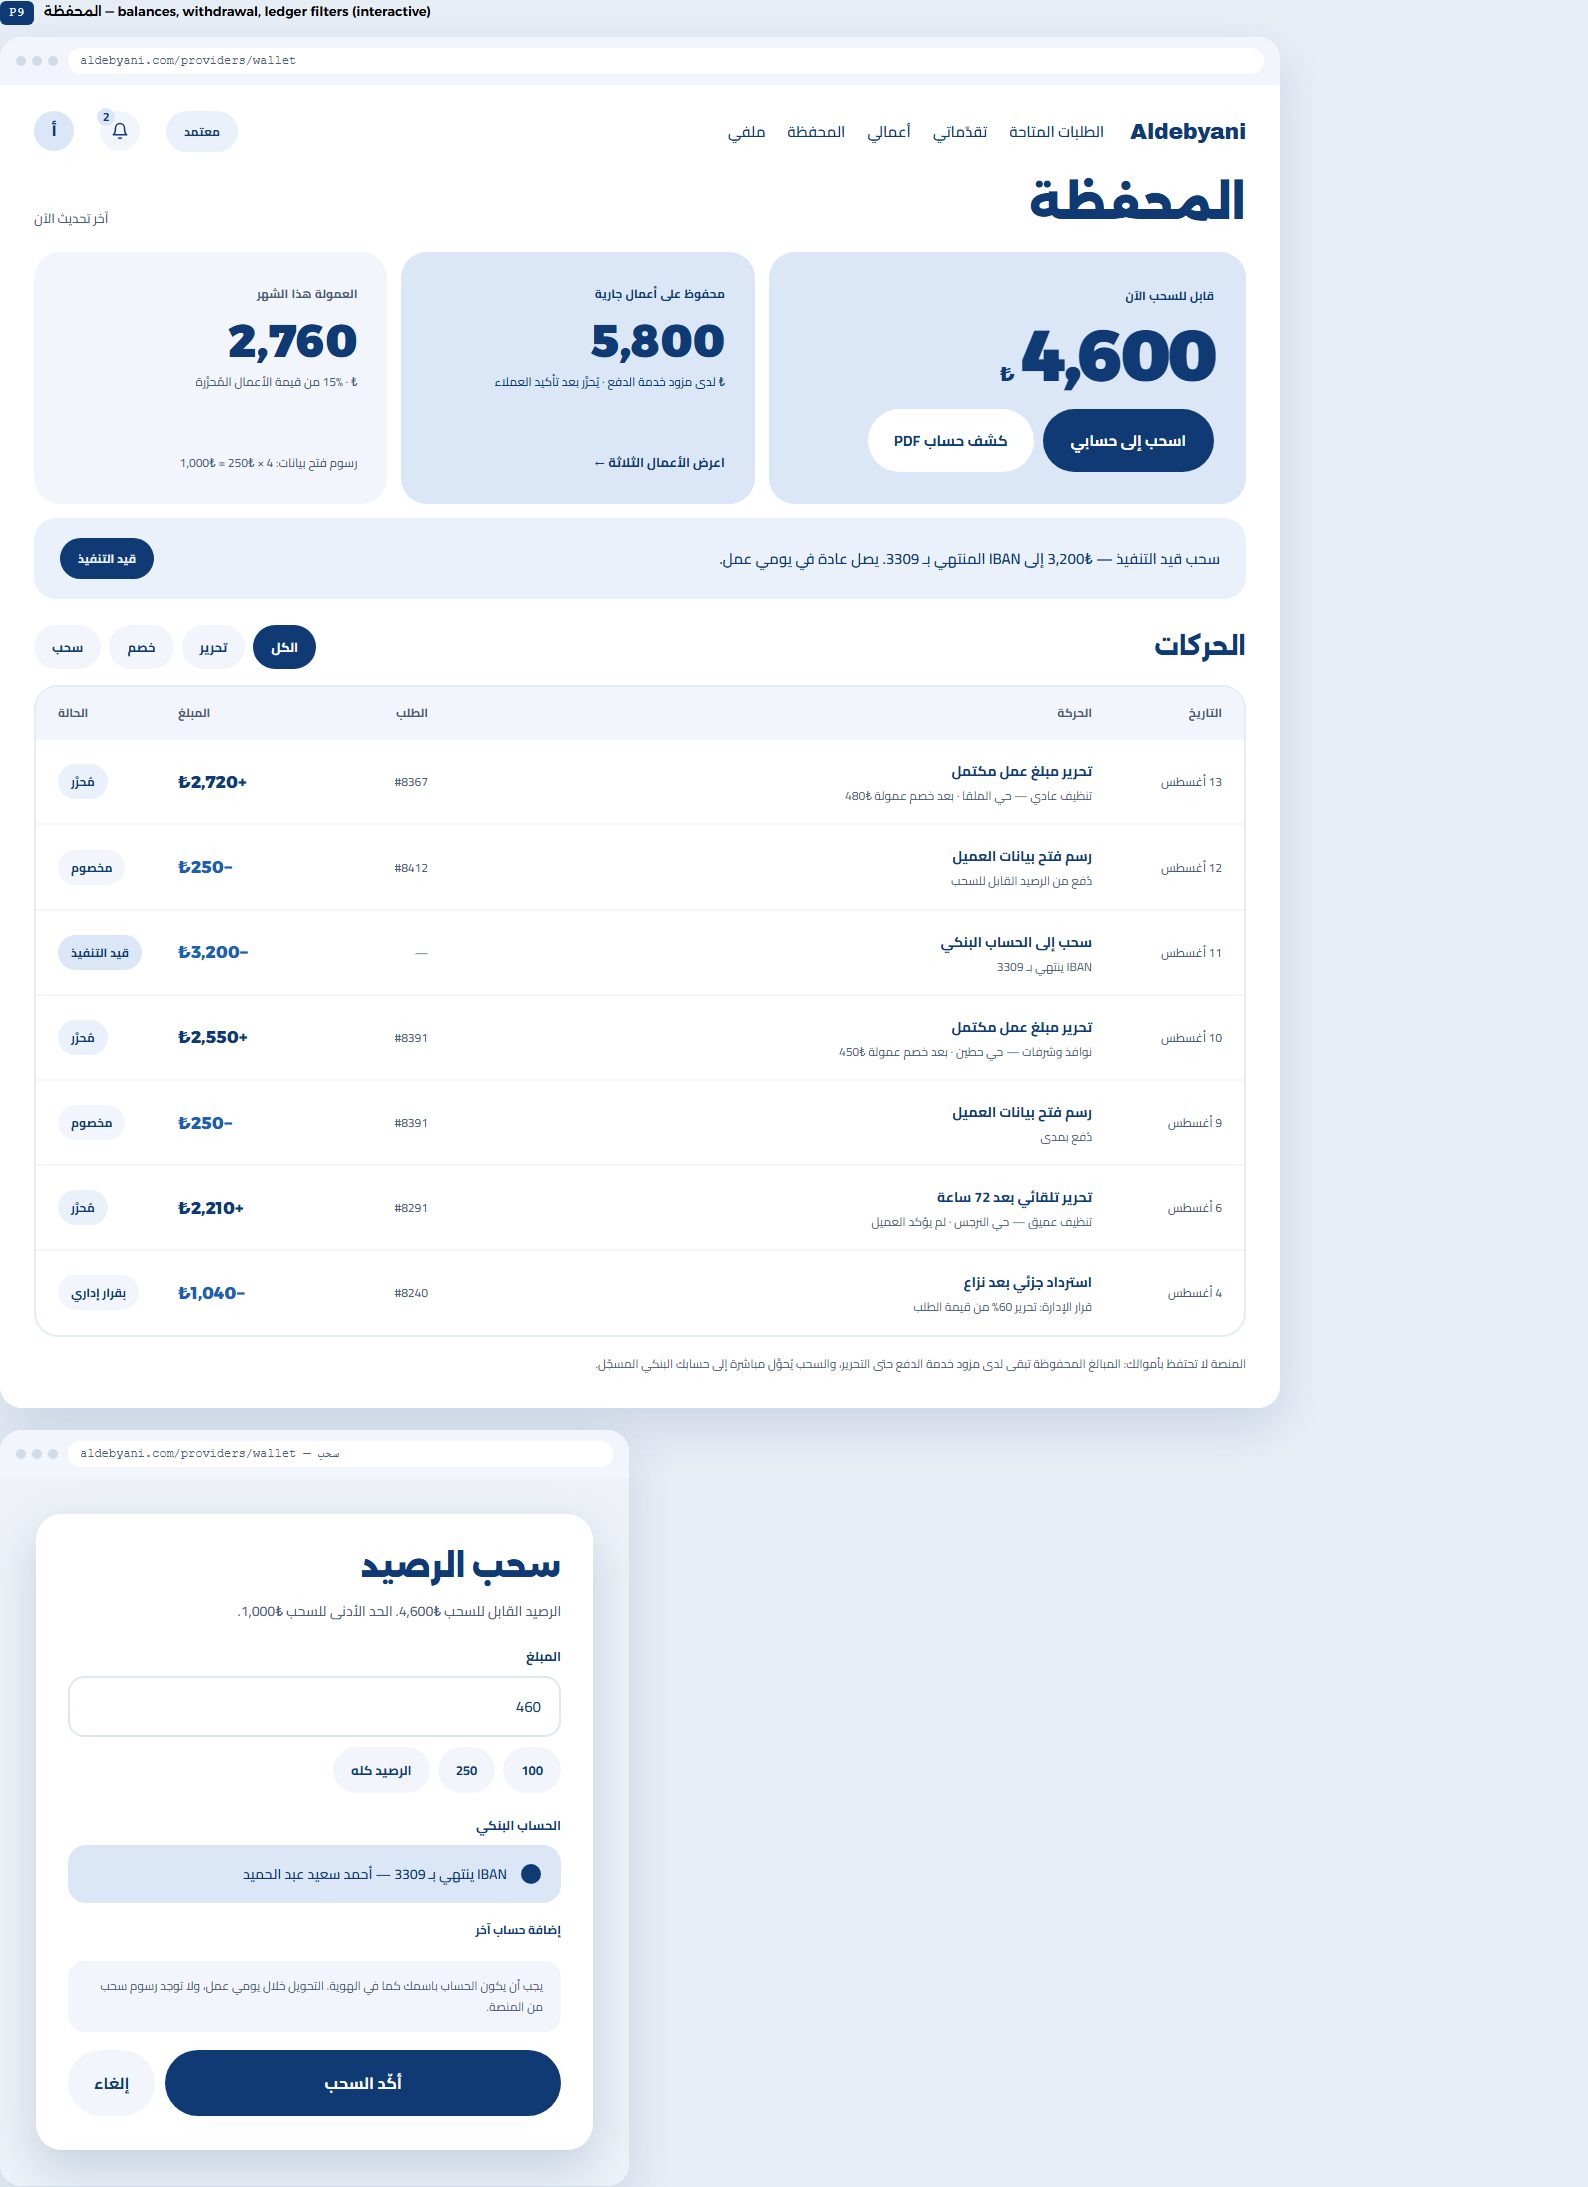 P9 المحفظة — balances, withdrawal, ledger filters (interactive)
aldebyani.com/providers/wallet
Aldebyani الطلبات المتاحة تقدّماتي أعمالي المحفظة ملفي معتمد 2 أ
المحفظة
آخر تحديث الآن
قابل للسحب الآن
4,600 ₺
اسحب إلى حسابي كشف حساب PDF
محفوظ على أعمال جارية
5,800
₺ لدى مزود خدمة الدفع · يُحرَّر بعد تأكيد العملاء
اعرض الأعمال الثلاثة ←
العمولة هذا الشهر
2,760
₺ · 15% من قيمة الأعمال المُحرَّرة
رسوم فتح بيانات: 4 × ₺250 = ₺1,000
سحب قيد التنفيذ — ₺3,200 إلى IBAN المنتهي بـ 3309. يصل عادة في يومي عمل. قيد التنفيذ
الحركات
الكل تحرير خصم سحب
التاريخ الحركة الطلب المبلغ الحالة
13 أغسطس تحرير مبلغ عمل مكتمل #8367 ₺2,720+ مُحرَّر
تنظيف عادي — حي الملقا · بعد خصم عمولة ₺480
12 أغسطس رسم فتح بيانات العميل #8412 ₺250− مخصوم
دُفع من الرصيد القابل للسحب
11 أغسطس سحب إلى الحساب البنكي — ₺3,200− قيد التنفيذ
IBAN ينتهي بـ 3309
10 أغسطس تحرير مبلغ عمل مكتمل #8391 ₺2,550+ مُحرَّر
نوافذ وشرفات — حي حطين · بعد خصم عمولة ₺450
9 أغسطس رسم فتح بيانات العميل #8391 ₺250− مخصوم
دُفع بمدى
6 أغسطس تحرير تلقائي بعد 72 ساعة #8291 ₺2,210+ مُحرَّر
تنظيف عميق — حي النرجس · لم يؤكد العميل
4 أغسطس استرداد جزئي بعد نزاع #8240 ₺1,040− بقرار إداري
قرار الإدارة: تحرير 60% من قيمة الطلب
المنصة لا تحتفظ بأموالك: المبالغ المحفوظة تبقى لدى مزود خدمة الدفع حتى التحرير، والسحب يُحوَّل مباشرة إلى حسابك البنكي المسجّل.
aldebyani.com/providers/wallet — سحب
سحب الرصيد
الرصيد القابل للسحب ₺4,600. الحد الأدنى للسحب ₺1,000.
المبلغ
460
100 250 الرصيد كله
الحساب البنكي
IBAN ينتهي بـ 3309 — أحمد سعيد عبد الحميد
إضافة حساب آخر
يجب أن يكون الحساب باسمك كما في الهوية. التحويل خلال يومي عمل، ولا توجد رسوم سحب
من المنصة.
أكّد السحب إلغاء